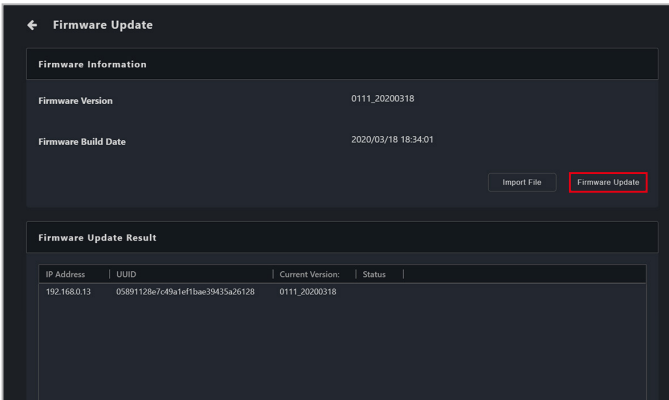 Firmware Update
Firmware Information
Firmware Version 0111_20200318
Firmware Build Date 2020/03/18 18:34:01
Import File Firmware Update
Firmware Update Result
IP Address UUID Current Version: Status
192.168.0.13 05891128e7c49a1ef1bae39435a26128 0111_20200318